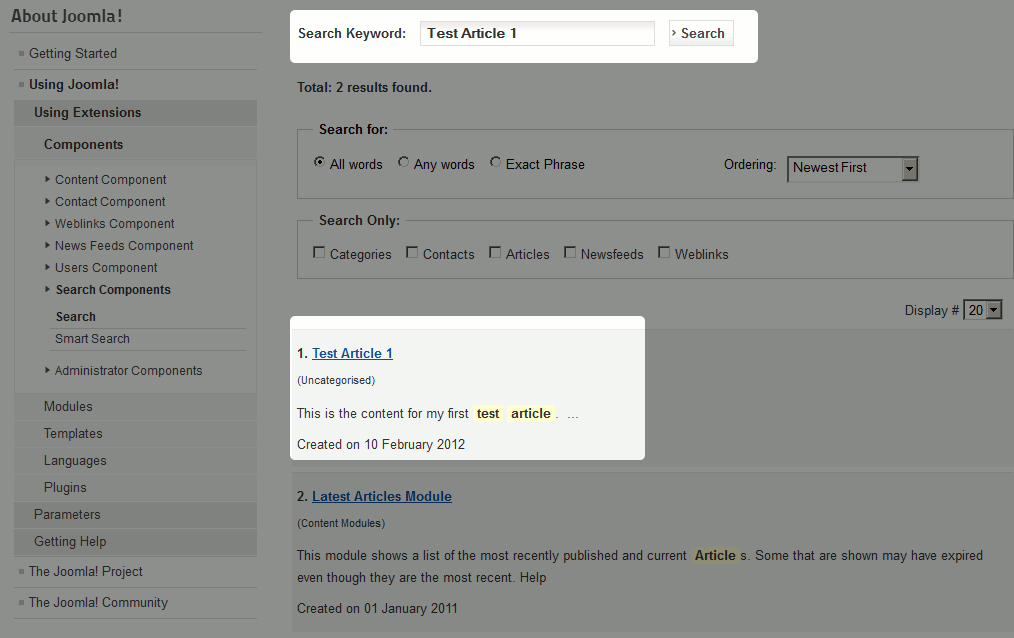 About Joomla!
Getting Started
Using Joomla!
Using Extensions
Components
Content Component
Contact Component
Weblinks Component
News Feeds Component
Users Component
Search Components
Search
Smart Search
Administrator Components
Modules
Templates
Languages
Plugins
Parameters
Getting Help
The Joomla! Project
The Joomla! Community
Search Keyword: Test Article 1 Search
Total: 2 results found.
Search for:
All words Any words Exact Phrase Ordering: Newest First
Search Only:
Categories Contacts Articles Newsfeeds Weblinks
Display # 20
1. Test Article 1
(Uncategorised)
This is the content for my first test article . ...
Created on 10 February 2012
2. Latest Articles Module
(Content Modules)
This module shows a list of the most recently published and current Article s. Some that are shown may have expired
even though they are the most recent. Help
Created on 01 January 2011